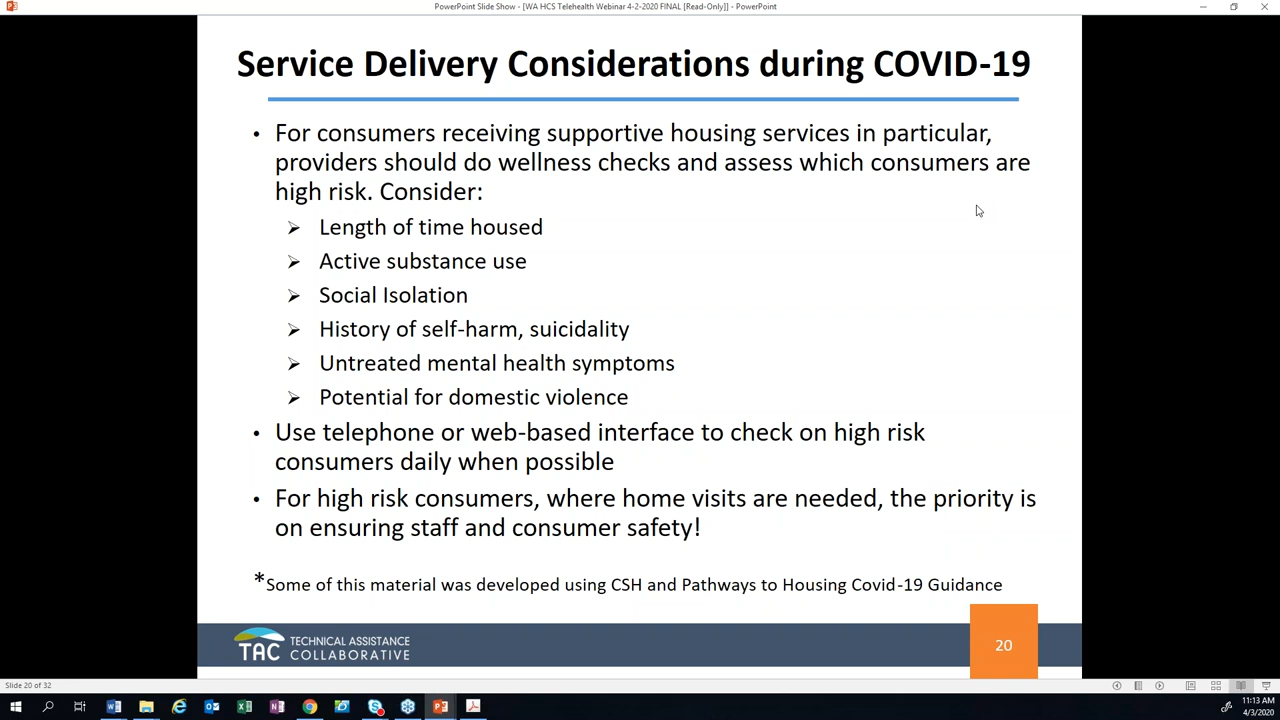 PowerPoint Slide Show - [WA HCS Telehealth Webinar 4-2-2020 FINAL [Read-Only]] - PowerPoint
Service Delivery Considerations during COVID-19
• For consumers receiving supportive housing services in particular,
providers should do wellness checks and assess which consumers are
high risk. Consider:
➢ Length of time housed
➢ Active substance use
➢ Social Isolation
➢ History of self-harm, suicidality
➢ Untreated mental health symptoms
➢ Potential for domestic violence
• Use telephone or web-based interface to check on high risk
consumers daily when possible
• For high risk consumers, where home visits are needed, the priority is
on ensuring staff and consumer safety!
*Some of this material was developed using CSH and Pathways to Housing Covid-19 Guidance
TAC TECHNICAL ASSISTANCE
COLLABORATIVE
20
Slide 20 of 32
11:13 AM
4/3/2020